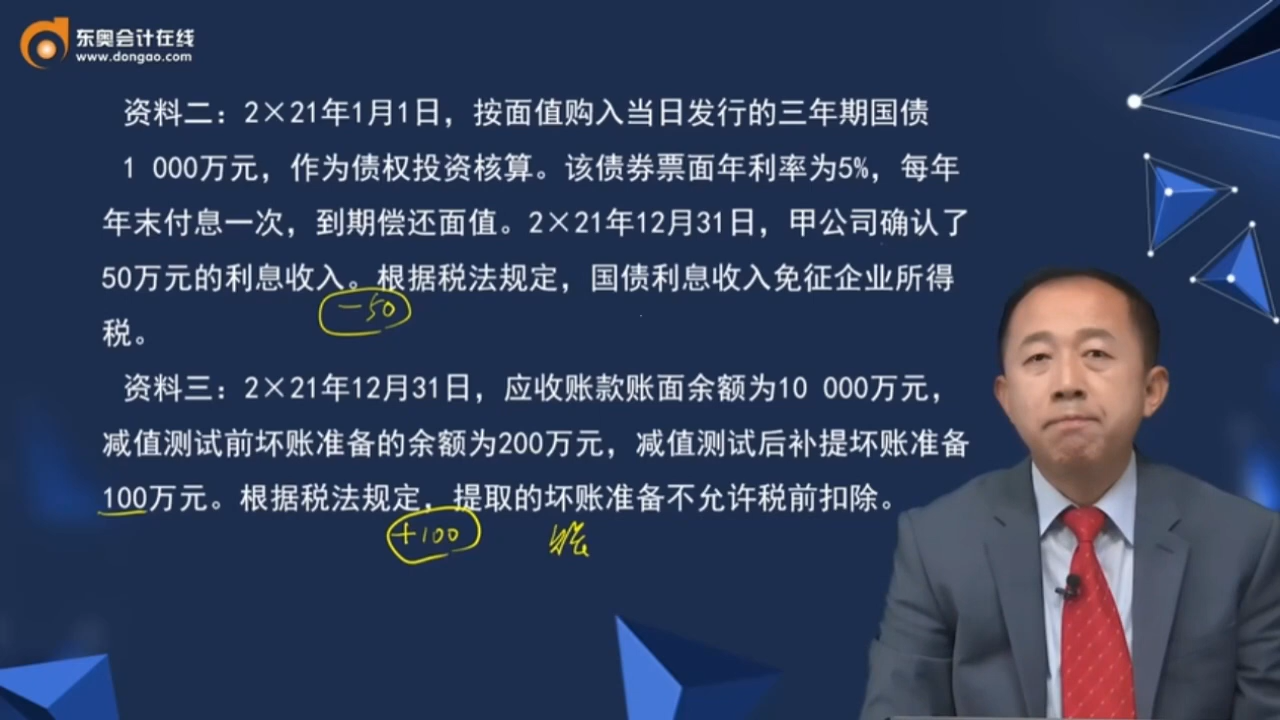 东奥会计在线
www.dongao.com
资料二：2×21年1月1日，按面值购入当日发行的三年期国债
1 000万元，作为债权投资核算。该债券票面年利率为5%，每年
年末付息一次，到期偿还面值。2×21年12月31日，甲公司确认了
50万元的利息收入。根据税法规定，国债利息收入免征企业所得
-50
税。
资料三：2×21年12月31日，应收账款账面余额为10 000万元，
减值测试前坏账准备的余额为200万元，减值测试后补提坏账准备
100万元。根据税法规定，提取的坏账准备不允许税前扣除。
+100